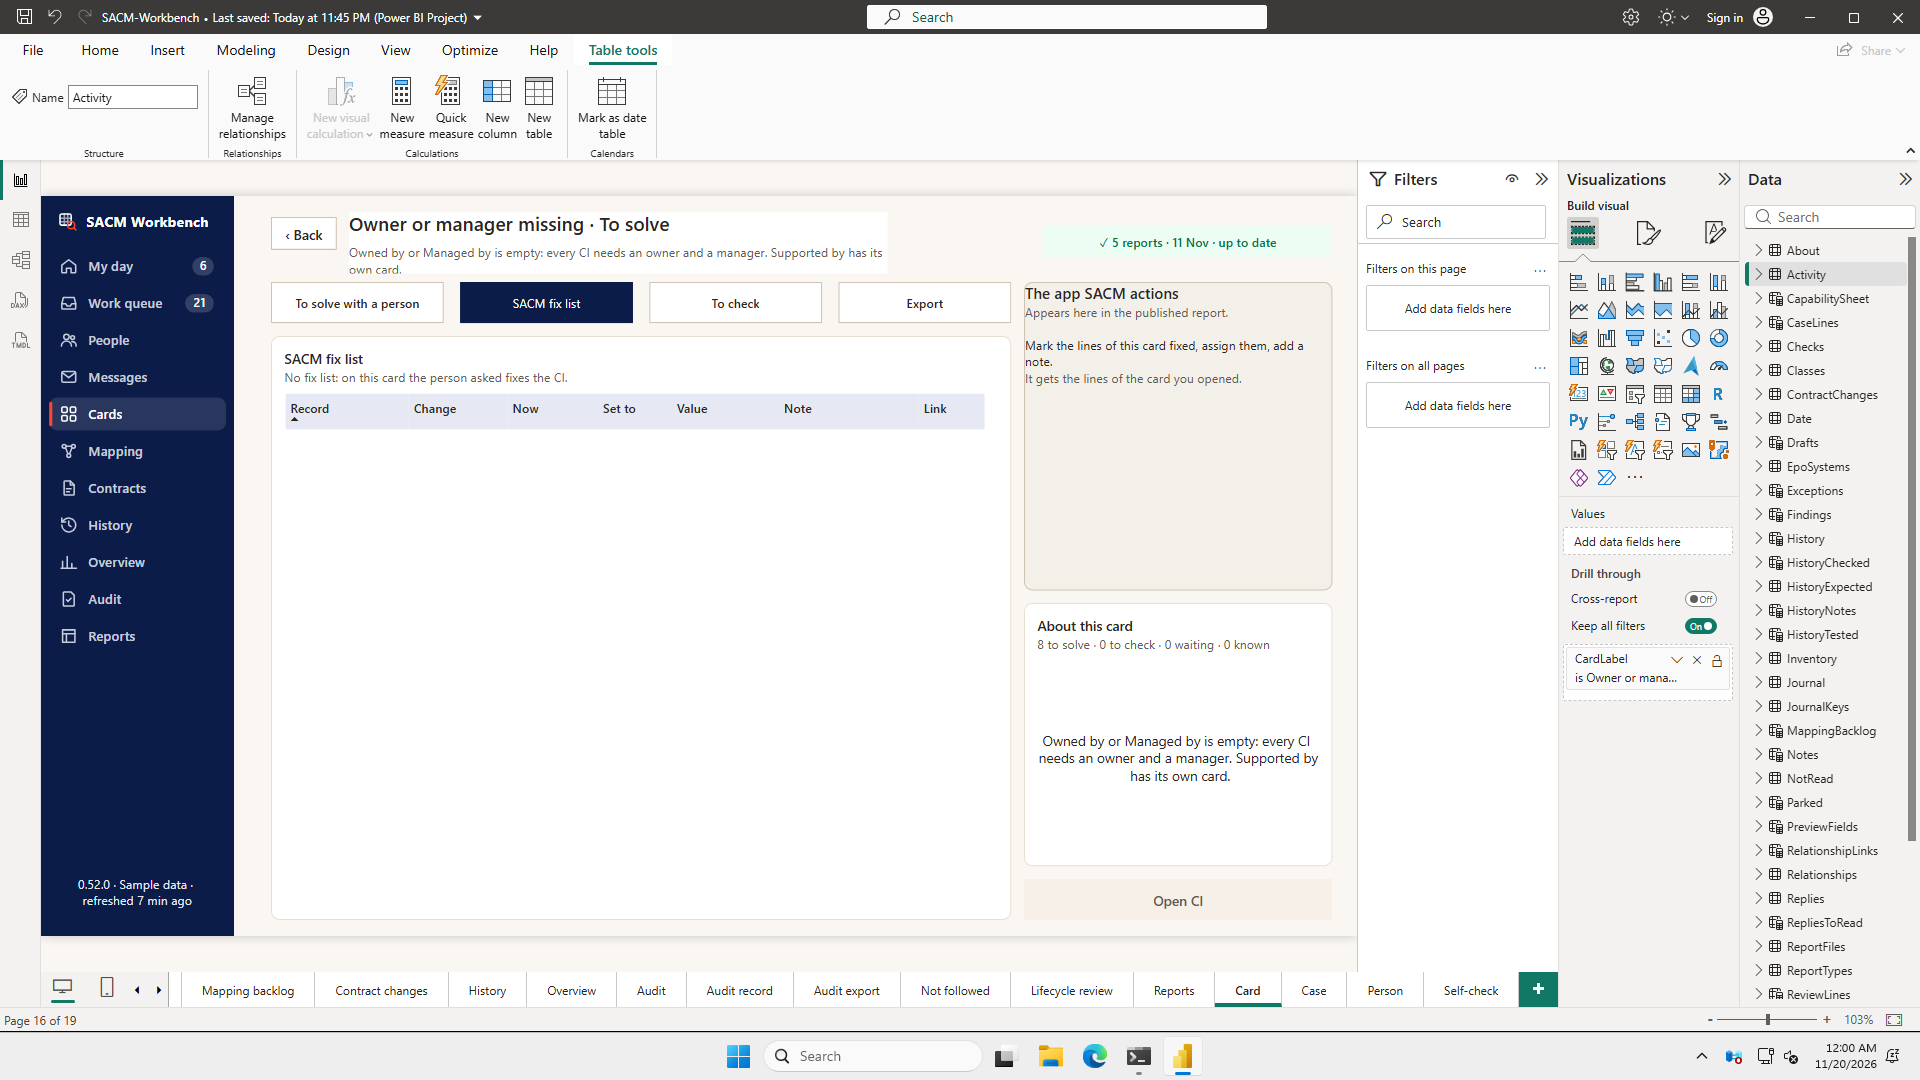 SACM-Workbench • Last saved: Today at 11:45 PM (Power BI Project)
Search
Sign in
File
Home
Insert
Modeling
Design
View
Optimize
Help
Table tools
Share
Name
Activity
Structure
Manage
relationships
Relationships
New visual
calculation
New
measure
Quick
measure
New
column
New
table
Calculations
Mark as date
table
Calendars
SACM Workbench
My day
6
Work queue
21
People
Messages
Cards
Mapping
Contracts
History
Overview
Audit
Reports
0.52.0 · Sample data ·
refreshed 7 min ago
‹ Back
Owner or manager missing · To solve
Owned by or Managed by is empty: every CI needs an owner and a manager. Supported by has its
own card.
✓ 5 reports · 11 Nov · up to date
To solve with a person
SACM fix list
To check
Export
SACM fix list
No fix list: on this card the person asked fixes the CI.
Record
Change
Now
Set to
Value
Note
Link
The app SACM actions
Appears here in the published report.
Mark the lines of this card fixed, assign them, add a
note.
It gets the lines of the card you opened.
About this card
8 to solve · 0 to check · 0 waiting · 0 known
Owned by or Managed by is empty: every CI
needs an owner and a manager. Supported by
has its own card.
Open CI
Filters
Search
Filters on this page
...
Add data fields here
Filters on all pages
...
Add data fields here
Visualizations
Build visual
R
Py
123
...
Values
Add data fields here
Drill through
Cross-report
Off
Keep all filters
On
CardLabel
is Owner or mana...
Data
Search
About
Activity
CapabilitySheet
CaseLines
Checks
Classes
ContractChanges
Date
Drafts
EpoSystems
Exceptions
Findings
History
HistoryChecked
HistoryExpected
HistoryNotes
HistoryTested
Inventory
Journal
JournalKeys
MappingBacklog
Notes
NotRead
Parked
PreviewFields
RelationshipLinks
Relationships
Replies
RepliesToRead
ReportFiles
ReportTypes
ReviewLines
DAX
TMDL
Mapping backlog
Contract changes
History
Overview
Audit
Audit record
Audit export
Not followed
Lifecycle review
Reports
Card
Case
Person
Self-check
+
Page 16 of 19
-
+
103%
Search
12:00 AM
11/20/2026